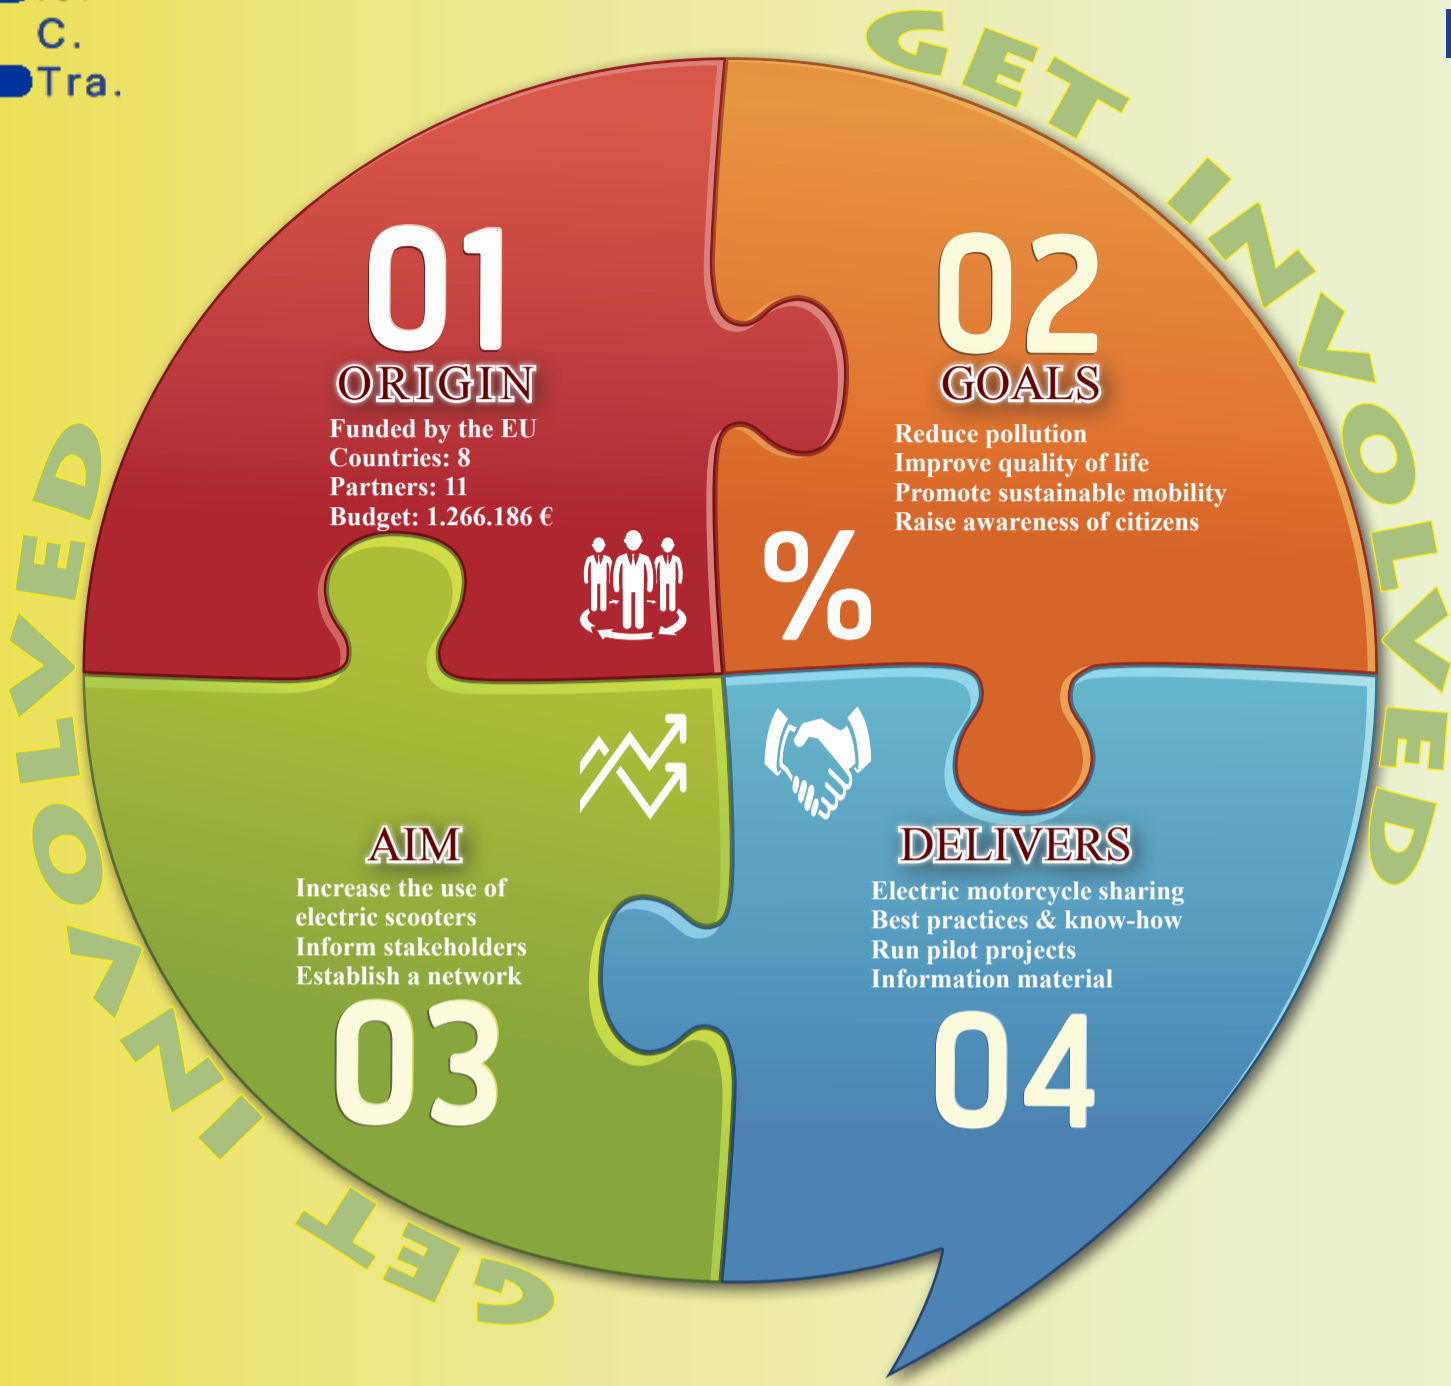 C.
Tra.
GET INVOLVED
01
ORIGIN
Funded by the EU
Countries: 8
Partners: 11
Budget: 1.266.186 €
02
GOALS
Reduce pollution
Improve quality of life
Promote sustainable mobility
Raise awareness of citizens
%
AIM
Increase the use of
electric scooters
Inform stakeholders
Establish a network
03
DELIVERS
Electric motorcycle sharing
Best practices & know-how
Run pilot projects
Information material
04
GET INVOLVED